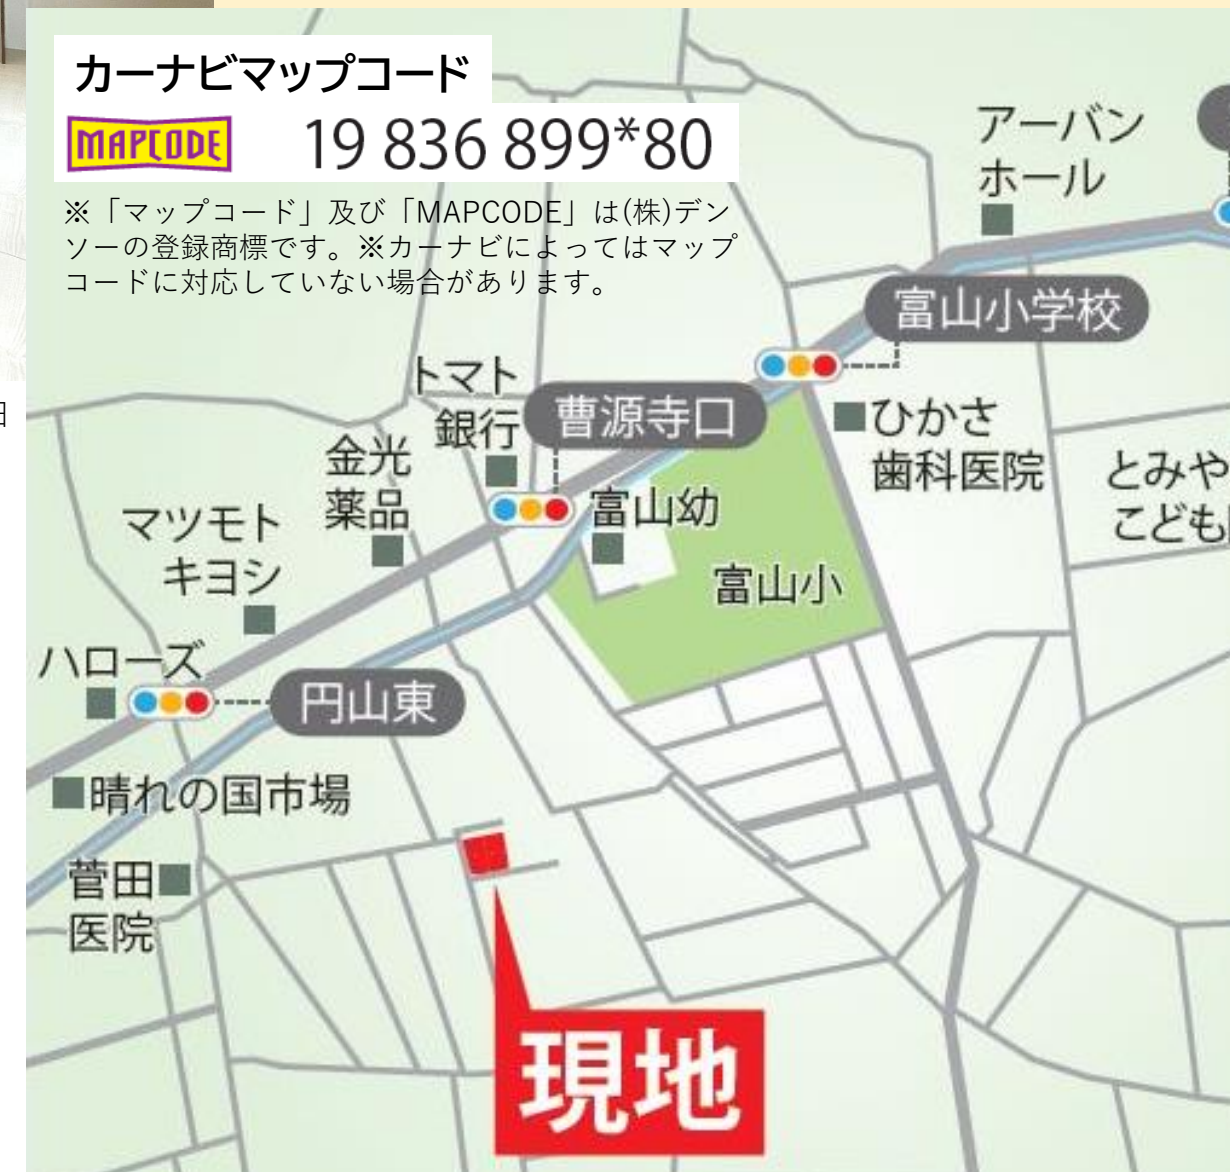 カーナビマップコード
MAPCODE 19 836 899*80
※「マップコード」及び「MAPCODE」は(株)デン
ソーの登録商標です。※カーナビによってはマップ
コードに対応していない場合があります。
アーバン
ホール
富山小学校
トマト
銀行
曹源寺口
ひかさ
歯科医院
とみや
こども
金光
薬品
富山幼
マツモト
キヨシ
富山小
ハローズ
円山東
晴れの国市場
菅田
医院
現地